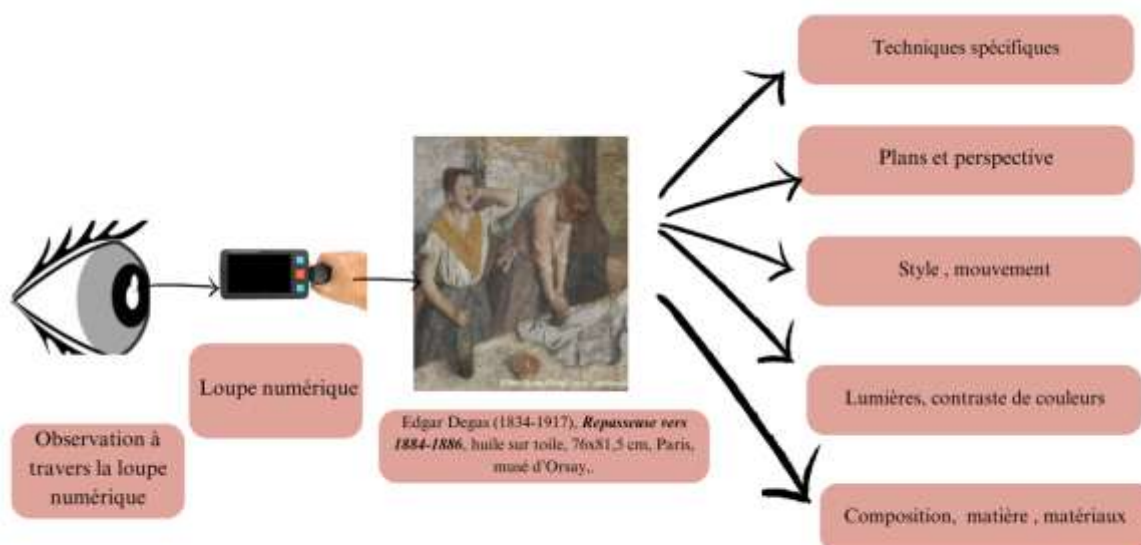 Techniques spécifiques
Plans et perspective
Style , mouvement
Lumières, contraste de couleurs
Composition, matière , matériaux
Loupe numérique
Observation à
travers la loupe
numérique
Edgar Degas (1834-1917), Repasseuse vers
1884-1886, huile sur toile, 76x81,5 cm, Paris,
musé d'Orsay,.